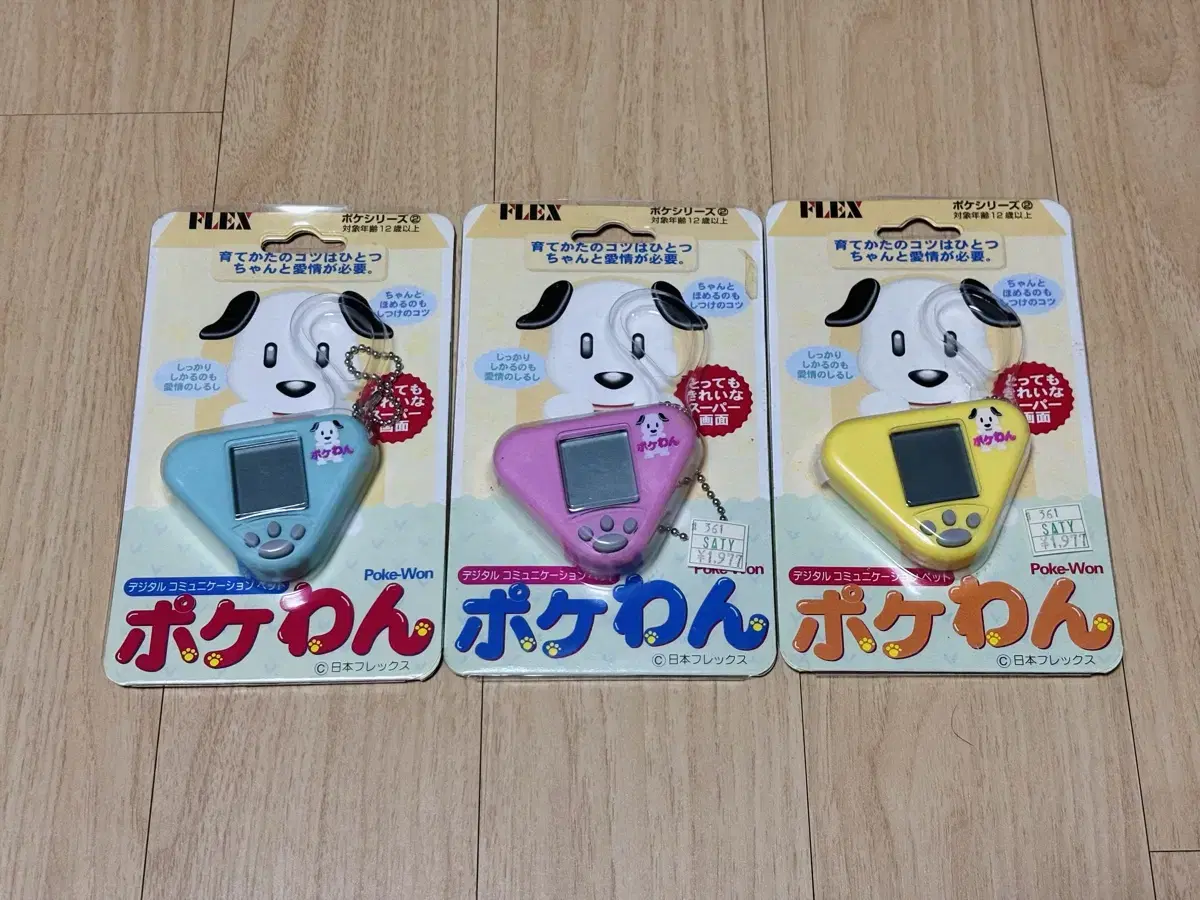 FLEX
ポケシリーズ②
対象年齢12歳以上
育てかたのコツはひとつ
ちゃんと愛情が必要。
ちゃんと
ほめるのも
しつけのコツ
しっかり
しかるのも
愛情のしるし
ポケわん
デジタル コミュニケーション ペット
Poke-Won
ポケわん
©日本フレックス
FLEX
ポケシリーズ②
対象年齢12歳以上
育てかたのコツはひとつ
ちゃんと愛情が必要。
ちゃんと
ほめるのも
しつけのコツ
しっかり
しかるのも
愛情のしるし
とっても
きれいな
スーパー
画面
ポケわん
361
SATY
¥1,977
デジタル コミュニケーション ペット
Poke-Won
ポケわん
©日本フレックス
FLEX
ポケシリーズ②
対象年齢12歳以上
育てかたのコツはひとつ
ちゃんと愛情が必要。
ちゃんと
ほめるのも
しつけのコツ
しっかり
しかるのも
愛情のしるし
とっても
きれいな
スーパー
画面
ポケわん
361
SATY
¥1,977
デジタル コミュニケーション ペット
Poke-Won
ポケわん
©日本フレックス